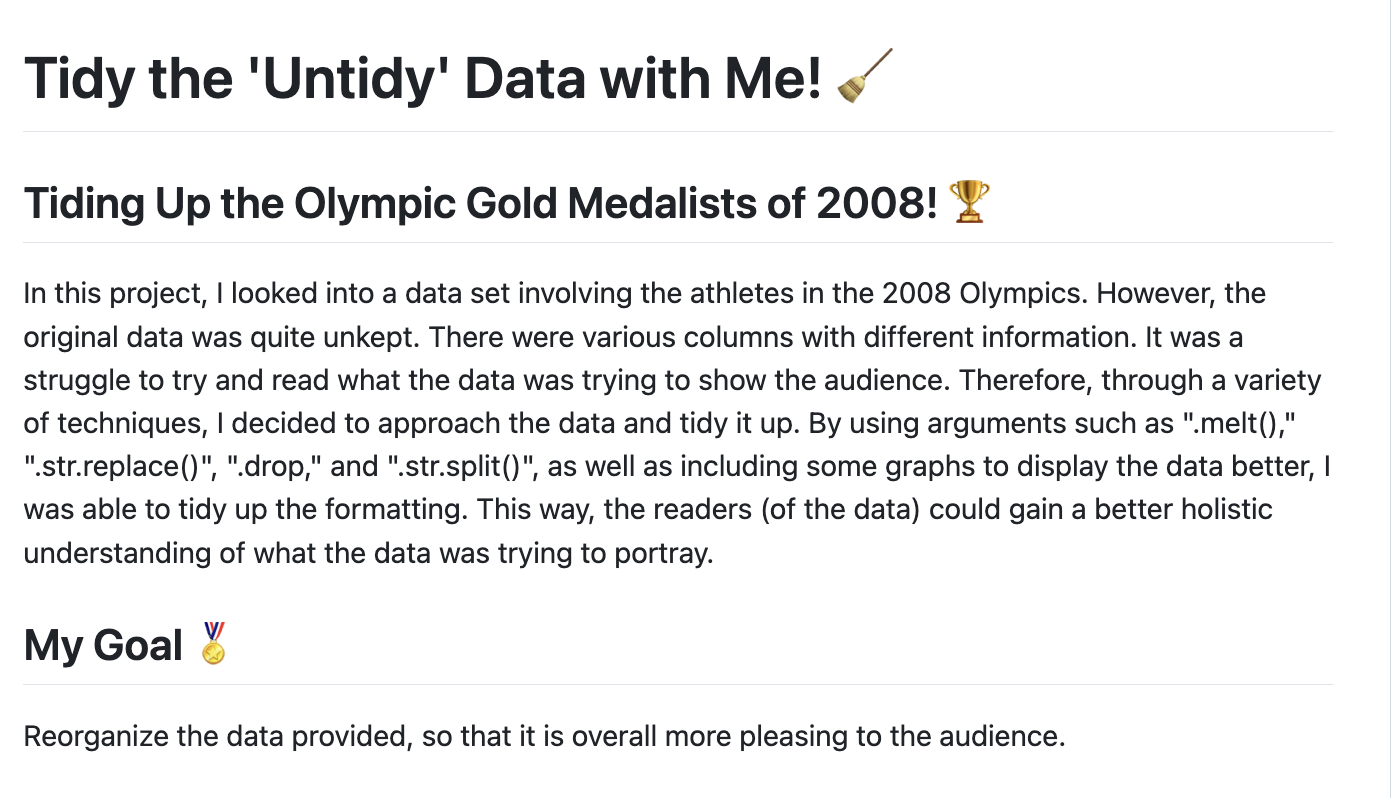 Tidy the 'Untidy' Data with Me! 🧹
Tiding Up the Olympic Gold Medalists of 2008! 🏆
In this project, I looked into a data set involving the athletes in the 2008 Olympics. However, the
original data was quite unkept. There were various columns with different information. It was a
struggle to try and read what the data was trying to show the audience. Therefore, through a variety
of techniques, I decided to approach the data and tidy it up. By using arguments such as ".melt(),"
".str.replace()", ".drop," and ".str.split()", as well as including some graphs to display the data better, I
was able to tidy up the formatting. This way, the readers (of the data) could gain a better holistic
understanding of what the data was trying to portray.
My Goal 🏅
Reorganize the data provided, so that it is overall more pleasing to the audience.